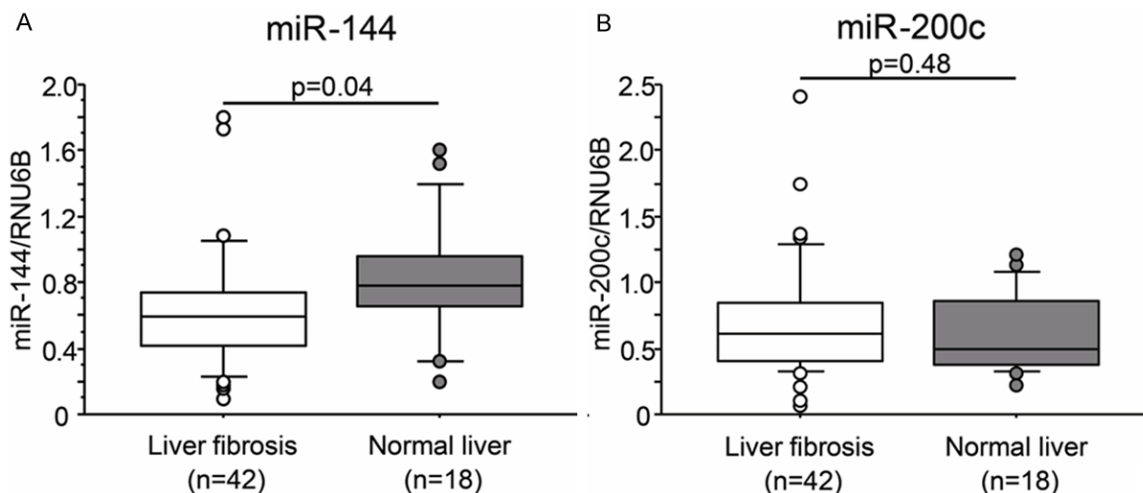 A
miR-144
p=0.04
miR-144/RNU6B
2.0
1.6
1.2
0.8
0.4
0
Liver fibrosis
(n=42)
Normal liver
(n=18)
B
miR-200c
p=0.48
miR-200c/RNU6B
2.5
2.0
1.5
1.0
0.5
0
Liver fibrosis
(n=42)
Normal liver
(n=18)